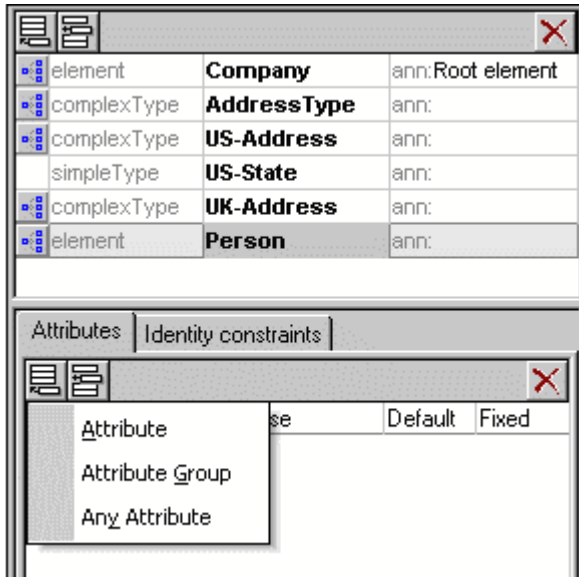 element Company ann:Root element
complexType AddressType ann:
complexType US-Address ann:
simpleType US-State ann:
complexType UK-Address ann:
element Person ann:
Attributes Identity constraints
se Default Fixed
Attribute
Attribute Group
Any Attribute